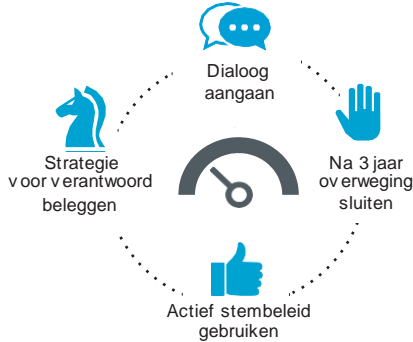 Dialoog
aangaan
Strategie
voor verantwoord
beleggen
Na 3 jaar
overweging
sluiten
Actief stembeleid
gebruiken